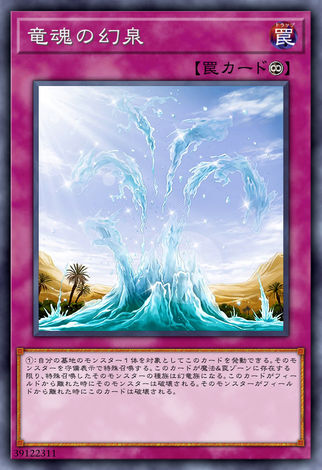 竜魂の幻泉
トラップ
罠
【罠カード♾】
①:自分の墓地のモンスター1体を対象としてこのカードを発動できる。そのモン
スターを守備表示で特殊召喚する。このカードが魔法&罠ゾーンに存在する
限り、特殊召喚したそのモンスターの種族は幻竜族になる。このカードがフィー
ルドから離れた時にそのモンスターは破壊される。そのモンスターがフィール
ドから離れた時にこのカードは破壊される。
39122311